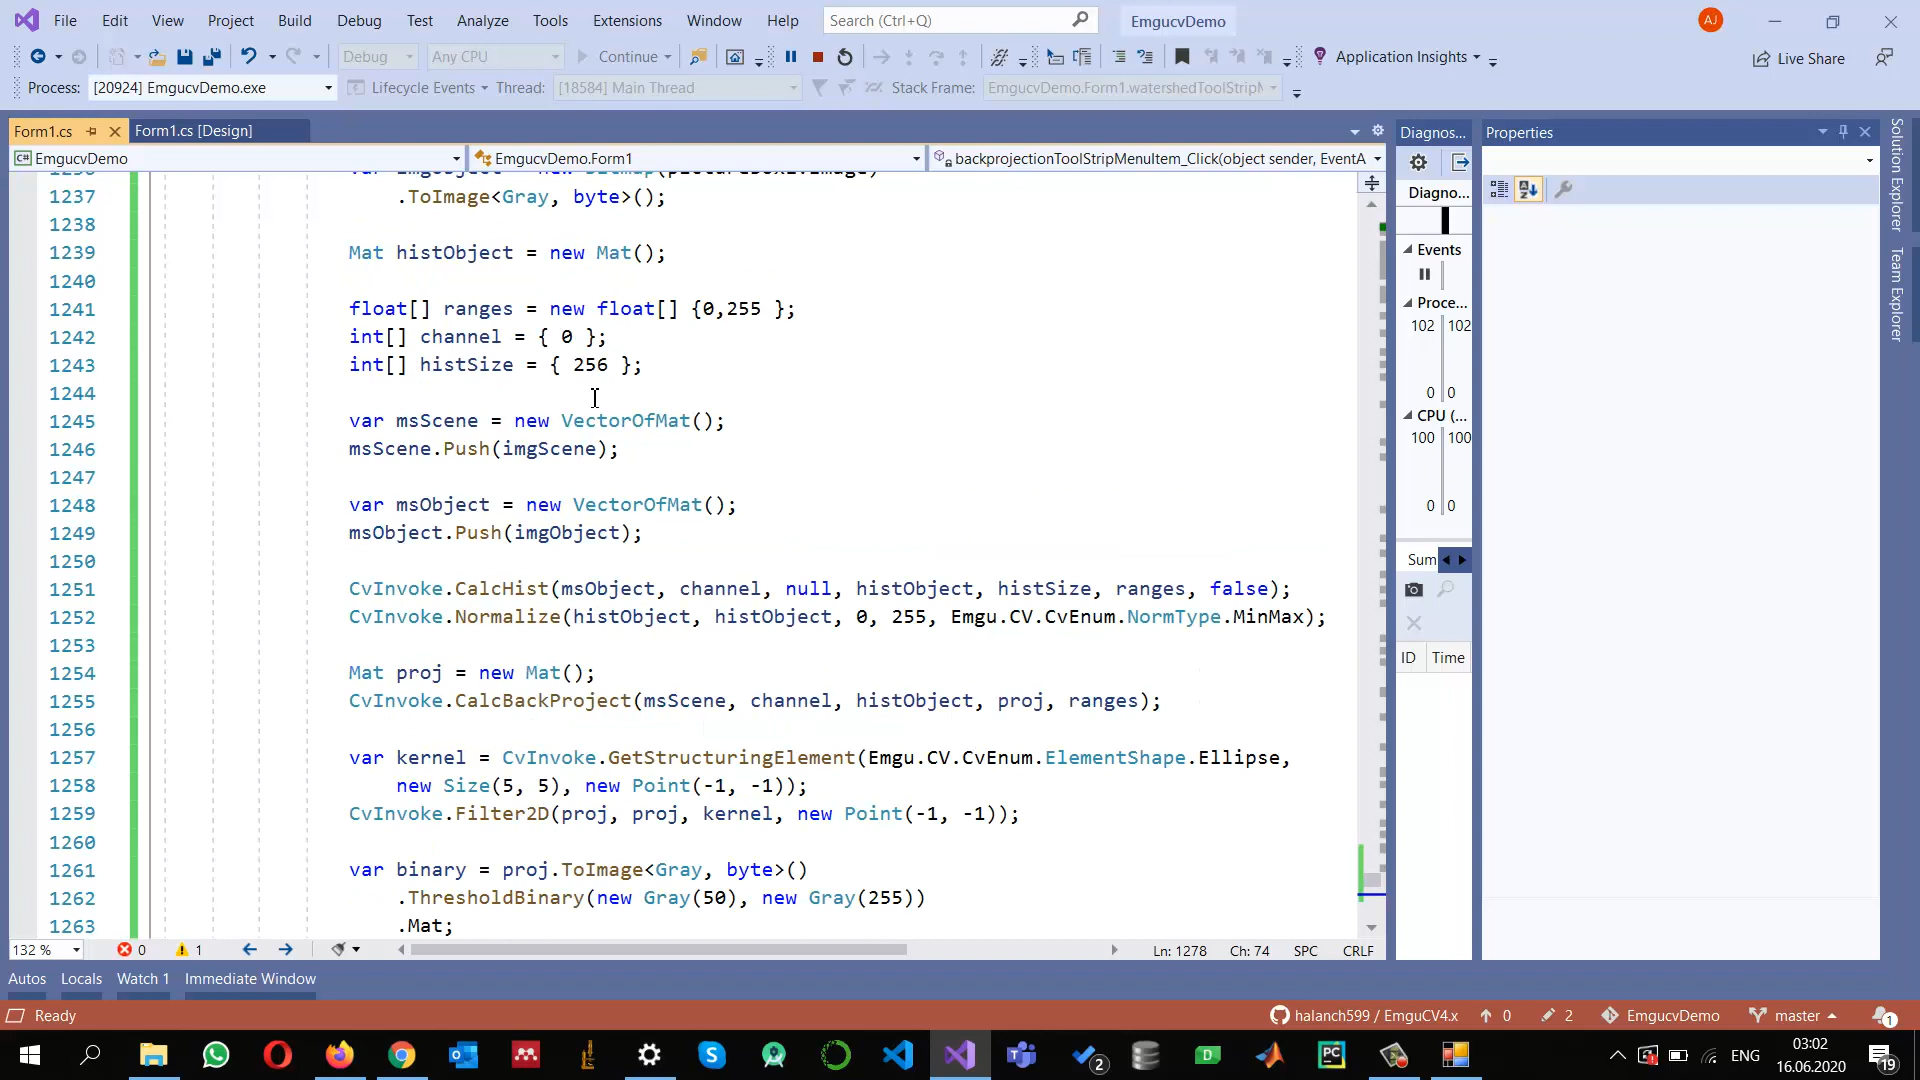 File Edit View Project Build Debug Test Analyze Tools Extensions Window Help Search (Ctrl+Q) EmgucvDemo AJ
Debug Any CPU Continue Application Insights Live Share
Process: [20924] EmgucvDemo.exe Lifecycle Events Thread: [18584] Main Thread Stack Frame: EmgucvDemo.Form1.watershedToolStripM
Form1.cs Form1.cs [Design] Diagnos... Properties
C# EmgucvDemo EmgucvDemo.Form1 backprojectionToolStripMenuItem_Click(object sender, EventA
1237 .ToImage<Gray, byte>();
1238
1239 Mat histObject = new Mat();
1240
1241 float[] ranges = new float[] {0,255 };
1242 int[] channel = { 0 };
1243 int[] histSize = { 256 };
1244
1245 var msScene = new VectorOfMat();
1246 msScene.Push(imgScene);
1247
1248 var msObject = new VectorOfMat();
1249 msObject.Push(imgObject);
1250
1251 CvInvoke.CalcHist(msObject, channel, null, histObject, histSize, ranges, false);
1252 CvInvoke.Normalize(histObject, histObject, 0, 255, Emgu.CV.CvEnum.NormType.MinMax);
1253
1254 Mat proj = new Mat();
1255 CvInvoke.CalcBackProject(msScene, channel, histObject, proj, ranges);
1256
1257 var kernel = CvInvoke.GetStructuringElement(Emgu.CV.CvEnum.ElementShape.Ellipse,
1258 new Size(5, 5), new Point(-1, -1));
1259 CvInvoke.Filter2D(proj, proj, kernel, new Point(-1, -1));
1260
1261 var binary = proj.ToImage<Gray, byte>()
1262 .ThresholdBinary(new Gray(50), new Gray(255))
1263 .Mat;
Diagno...
Events
Proce...
102 102
0 0
CPU (...
100 100
0 0
Sum
ID Time
Solution Explorer
Team Explorer
132 % 0 1 Ln: 1278 Ch: 74 SPC CRLF
Autos Locals Watch 1 Immediate Window
Ready halanch599 / EmguCV4.x 0 2 EmgucvDemo master 1
2 ENG 03:02
16.06.2020 19